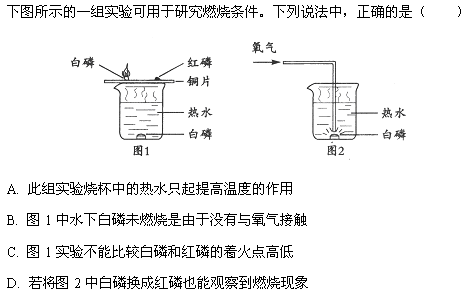 下图所示的一组实验可用于研究燃烧条件。下列说法中，正确的是（　　）
白磷
红磷
铜片
热水
白磷
图1
氧气
热水
白磷
图2
A. 此组实验烧杯中的热水只起提高温度的作用
B. 图 1 中水下白磷未燃烧是由于没有与氧气接触
C. 图 1 实验不能比较白磷和红磷的着火点高低
D. 若将图 2 中白磷换成红磷也能观察到燃烧现象